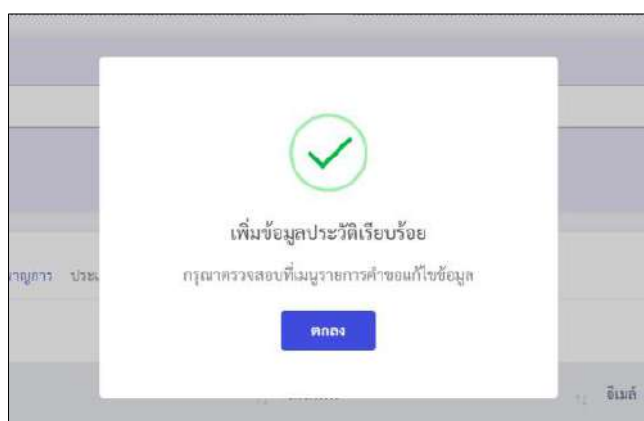 เพิ่มข้อมูลประวัติเรียบร้อย
กรุณาตรวจสอบที่เมนูรายการคำขอแก้ไขข้อมูล
ตกลง
อีเมล์